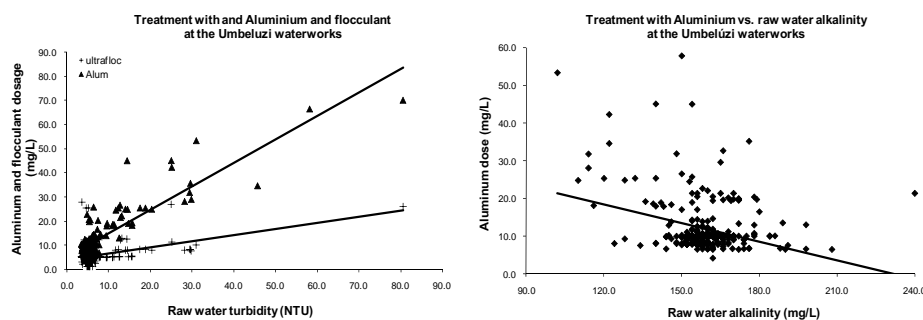 Treatment with and Aluminium and flocculant
at the Umbeluzi waterworks
Aluminum and flocculant dosage
(mg/L)
90.0
80.0
70.0
60.0
50.0
40.0
30.0
20.0
10.0
0.0
ultrafloc
Alum
0.0 10.0 20.0 30.0 40.0 50.0 60.0 70.0 80.0 90.0
Raw water turbidity (NTU)
Treatment with Aluminium vs. raw water alkalinity
at the Umbelúzi waterworks
Aluminum dose (mg/L)
60.0
50.0
40.0
30.0
20.0
10.0
0.0
90.0 120.0 150.0 180.0 210.0 240.0
Raw water alkalinity (mg/L)